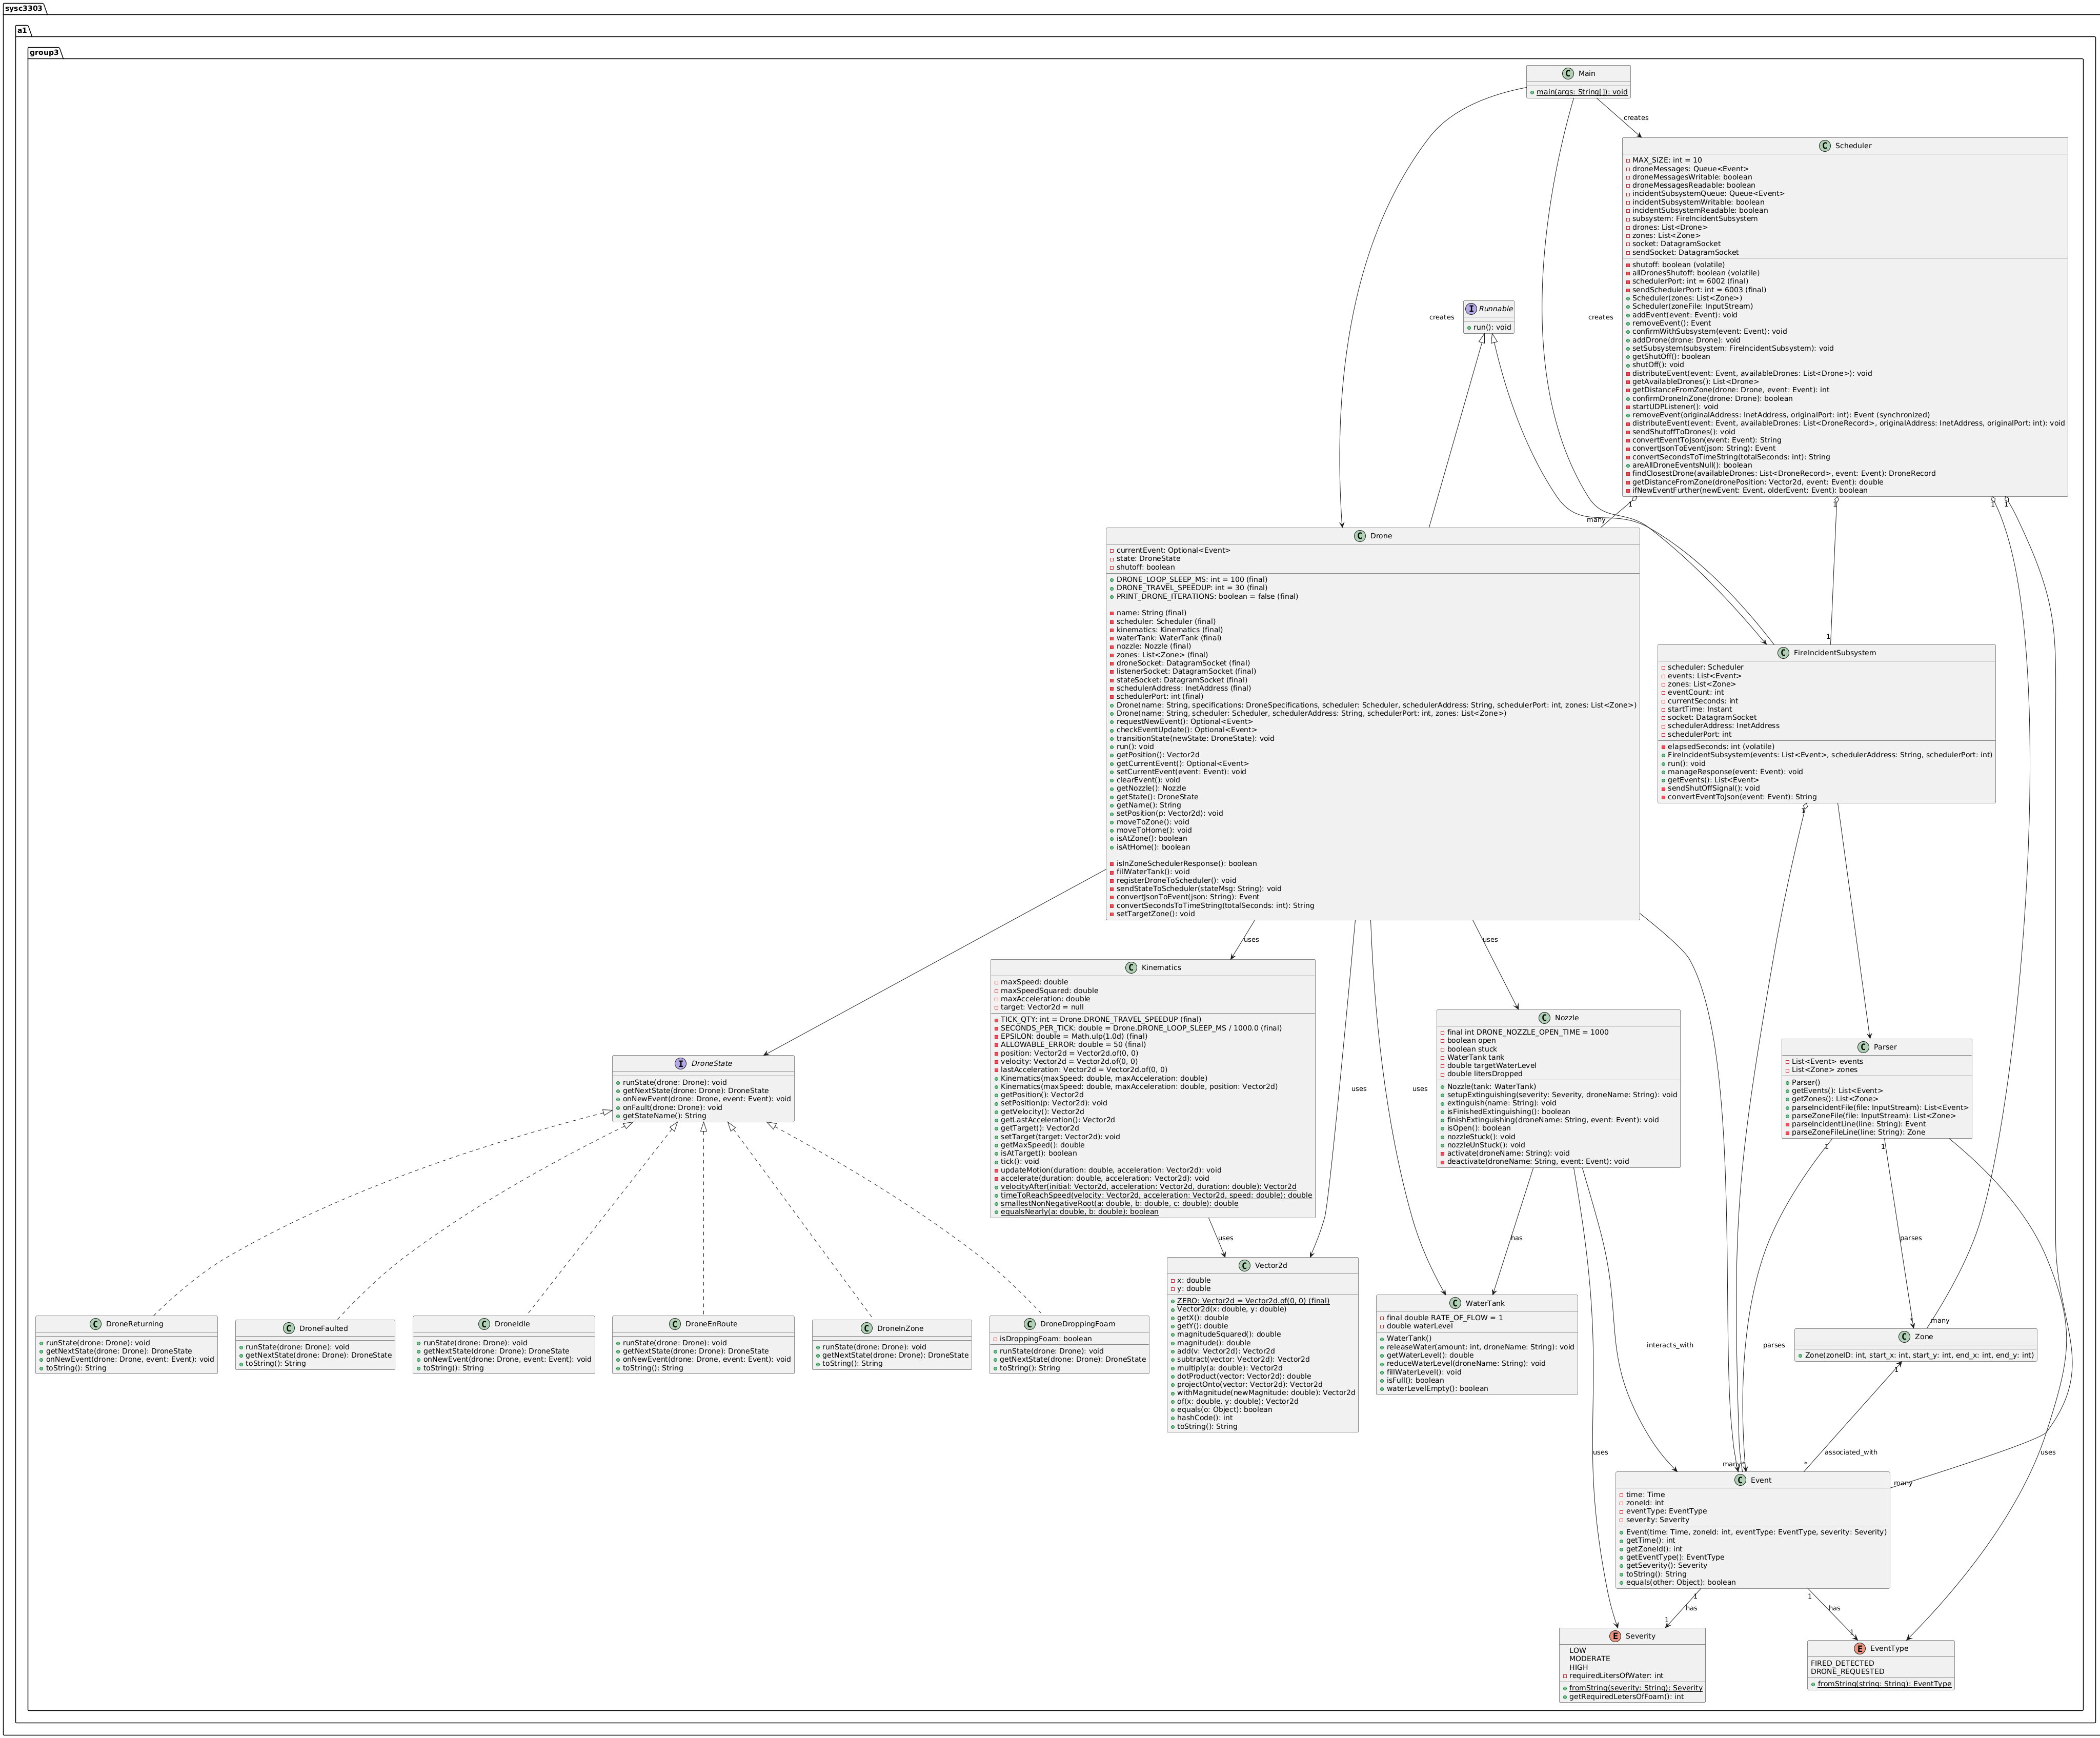 sysc3303
a1
group3
C Main
main(args: String[]): void
creates
creates
creates
C Scheduler
MAX_SIZE: int = 10
droneMessages: Queue<Event>
droneMessagesWritable: boolean
droneMessagesReadable: boolean
incidentSubsystemQueue: Queue<Event>
incidentSubsystemWritable: boolean
incidentSubsystemReadable: boolean
subsystem: FireIncidentSubsystem
drones: List<Drone>
zones: List<Zone>
socket: DatagramSocket
sendSocket: DatagramSocket
shutoff: boolean (volatile)
allDronesShutoff: boolean (volatile)
schedulerPort: int = 6002 (final)
sendSchedulerPort: int = 6003 (final)
Scheduler(zones: List<Zone>)
Scheduler(zoneFile: InputStream)
addEvent(event: Event): void
removeEvent(): Event
confirmWithSubsystem(event: Event): void
addDrone(drone: Drone): void
setSubsystem(subsystem: FireIncidentSubsystem): void
getShutOff(): boolean
shutOff(): void
distributeEvent(event: Event, availableDrones: List<Drone>): void
getAvailableDrones(): List<Drone>
getDistanceFromZone(drone: Drone, event: Event): int
confirmDroneInZone(drone: Drone): boolean
startUDPListener(): void
removeEvent(originalAddress: InetAddress, originalPort: int): Event (synchronized)
distributeEvent(event: Event, availableDrones: List<DroneRecord>, originalAddress: InetAddress, originalPort: int): void
sendShutoffToDrones(): void
convertEventToJson(event: Event): String
convertJsonToEvent(json: String): Event
convertSecondsToTimeString(totalSeconds: int): String
areAllDroneEventsNull(): boolean
findClosestDrone(availableDrones: List<DroneRecord>, event: Event): DroneRecord
getDistanceFromZone(dronePosition: Vector2d, event: Event): double
ifNewEventFurther(newEvent: Event, olderEvent: Event): boolean
I Runnable
run(): void
1
1
1
1
many
1
C Drone
currentEvent: Optional<Event>
state: DroneState
shutoff: boolean
DRONE_LOOP_SLEEP_MS: int = 100 (final)
DRONE_TRAVEL_SPEEDUP: int = 30 (final)
PRINT_DRONE_ITERATIONS: boolean = false (final)
name: String (final)
scheduler: Scheduler (final)
kinematics: Kinematics (final)
waterTank: WaterTank (final)
nozzle: Nozzle (final)
zones: List<Zone> (final)
droneSocket: DatagramSocket (final)
listenerSocket: DatagramSocket (final)
stateSocket: DatagramSocket (final)
schedulerAddress: InetAddress (final)
schedulerPort: int (final)
Drone(name: String, specifications: DroneSpecifications, scheduler: Scheduler, schedulerAddress: String, schedulerPort: int, zones: List<Zone>)
Drone(name: String, scheduler: Scheduler, schedulerAddress: String, schedulerPort: int, zones: List<Zone>)
requestNewEvent(): Optional<Event>
checkEventUpdate(): Optional<Event>
transitionState(newState: DroneState): void
run(): void
getPosition(): Vector2d
getCurrentEvent(): Optional<Event>
setCurrentEvent(event: Event): void
clearEvent(): void
getNozzle(): Nozzle
getState(): DroneState
getName(): String
setPosition(p: Vector2d): void
moveToZone(): void
moveToHome(): void
isAtZone(): boolean
isAtHome(): boolean
isInZoneSchedulerResponse(): boolean
fillWaterTank(): void
registerDroneToScheduler(): void
sendStateToScheduler(stateMsg: String): void
convertJsonToEvent(json: String): Event
convertSecondsToTimeString(totalSeconds: int): String
setTargetZone(): void
C FireIncidentSubsystem
scheduler: Scheduler
events: List<Event>
zones: List<Zone>
eventCount: int
currentSeconds: int
startTime: Instant
socket: DatagramSocket
schedulerAddress: InetAddress
schedulerPort: int
elapsedSeconds: int (volatile)
FireIncidentSubsystem(events: List<Event>, schedulerAddress: String, schedulerPort: int)
run(): void
manageResponse(event: Event): void
getEvents(): List<Event>
sendShutOffSignal(): void
convertEventToJson(event: Event): String
1
uses
uses
uses
uses
C Kinematics
maxSpeed: double
maxSpeedSquared: double
maxAcceleration: double
target: Vector2d = null
TICK_QTY: int = Drone.DRONE_TRAVEL_SPEEDUP (final)
SECONDS_PER_TICK: double = Drone.DRONE_LOOP_SLEEP_MS / 1000.0 (final)
EPSILON: double = Math.ulp(1.0d) (final)
ALLOWABLE_ERROR: double = 50 (final)
position: Vector2d = Vector2d.of(0, 0)
velocity: Vector2d = Vector2d.of(0, 0)
lastAcceleration: Vector2d = Vector2d.of(0, 0)
Kinematics(maxSpeed: double, maxAcceleration: double)
Kinematics(maxSpeed: double, maxAcceleration: double, position: Vector2d)
getPosition(): Vector2d
setPosition(p: Vector2d): void
getVelocity(): Vector2d
getLastAcceleration(): Vector2d
getTarget(): Vector2d
setTarget(target: Vector2d): void
getMaxSpeed(): double
isAtTarget(): boolean
tick(): void
updateMotion(duration: double, acceleration: Vector2d): void
accelerate(duration: double, acceleration: Vector2d): void
velocityAfter(initial: Vector2d, acceleration: Vector2d, duration: double): Vector2d
timeToReachSpeed(velocity: Vector2d, acceleration: Vector2d, speed: double): double
smallestNonNegativeRoot(a: double, b: double, c: double): double
equalsNearly(a: double, b: double): boolean
C Nozzle
final int DRONE_NOZZLE_OPEN_TIME = 1000
boolean open
boolean stuck
WaterTank tank
double targetWaterLevel
double litersDropped
Nozzle(tank: WaterTank)
setupExtinguishing(severity: Severity, droneName: String): void
extinguish(name: String): void
isFinishedExtinguishing(): boolean
finishExtinguishing(droneName: String, event: Event): void
isOpen(): boolean
nozzleStuck(): void
nozzleUnStuck(): void
activate(droneName: String): void
deactivate(droneName: String, event: Event): void
C Parser
List<Event> events
List<Zone> zones
Parser()
getEvents(): List<Event>
getZones(): List<Zone>
parseIncidentFile(file: InputStream): List<Event>
parseZoneFile(file: InputStream): List<Zone>
parseIncidentLine(line: String): Event
parseZoneFileLine(line: String): Zone
1
1
I DroneState
runState(drone: Drone): void
getNextState(drone: Drone): DroneState
onNewEvent(drone: Drone, event: Event): void
onFault(drone: Drone): void
getStateName(): String
uses
has
parses
C DroneReturning
runState(drone: Drone): void
getNextState(drone: Drone): DroneState
onNewEvent(drone: Drone, event: Event): void
toString(): String
C DroneFaulted
runState(drone: Drone): void
getNextState(drone: Drone): DroneState
toString(): String
C DroneIdle
runState(drone: Drone): void
getNextState(drone: Drone): DroneState
onNewEvent(drone: Drone, event: Event): void
toString(): String
C DroneEnRoute
runState(drone: Drone): void
getNextState(drone: Drone): DroneState
onNewEvent(drone: Drone, event: Event): void
toString(): String
C DroneInZone
runState(drone: Drone): void
getNextState(drone: Drone): DroneState
toString(): String
C DroneDroppingFoam
isDroppingFoam: boolean
runState(drone: Drone): void
getNextState(drone: Drone): DroneState
toString(): String
C Vector2d
x: double
y: double
ZERO: Vector2d = Vector2d.of(0, 0) (final)
Vector2d(x: double, y: double)
getX(): double
getY(): double
magnitudeSquared(): double
magnitude(): double
add(v: Vector2d): Vector2d
subtract(vector: Vector2d): Vector2d
multiply(a: double): Vector2d
dotProduct(vector: Vector2d): double
projectOnto(vector: Vector2d): Vector2d
withMagnitude(newMagnitude: double): Vector2d
of(x: double, y: double): Vector2d
equals(o: Object): boolean
hashCode(): int
toString(): String
C WaterTank
final double RATE_OF_FLOW = 1
double waterLevel
WaterTank()
releaseWater(amount: int, droneName: String): void
getWaterLevel(): double
reduceWaterLevel(droneName: String): void
fillWaterLevel(): void
isFull(): boolean
waterLevelEmpty(): boolean
interacts_with
parses
*
many
C Zone
Zone(zoneID: int, start_x: int, start_y: int, end_x: int, end_y: int)
1
uses
associated_with
uses
many
*
*
many
C Event
time: Time
zoneId: int
eventType: EventType
severity: Severity
Event(time: Time, zoneId: int, eventType: EventType, severity: Severity)
getTime(): int
getZoneId(): int
getEventType(): EventType
getSeverity(): Severity
toString(): String
equals(other: Object): boolean
1
1
has
has
1
1
E Severity
LOW
MODERATE
HIGH
requiredLitersOfWater: int
fromString(severity: String): Severity
getRequiredLetersOfFoam(): int
E EventType
FIRED_DETECTED
DRONE_REQUESTED
fromString(string: String): EventType